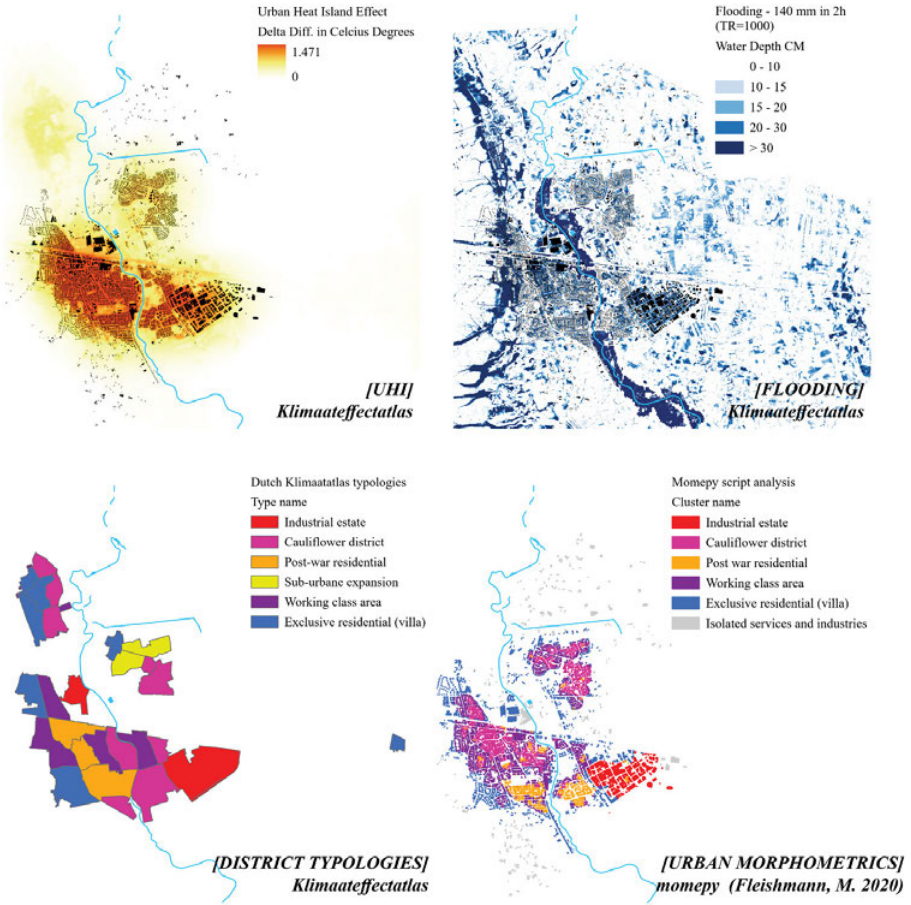 Urban Heat Island Effect
Delta Diff. in Celcius Degrees
1.471
0
[UHI]
Klimaateffectatlas
Flooding - 140 mm in 2h
(TR=1000)
Water Depth CM
0 - 10
10 - 15
15 - 20
20 - 30
> 30
[FLOODING]
Klimaateffectatlas
Dutch Klimaatatlas typologies
Type name
Industrial estate
Cauliflower district
Post-war residential
Sub-urbane expansion
Working class area
Exclusive residential (villa)
[DISTRICT TYPOLOGIES]
Klimaateffectatlas
Momepy script analysis
Cluster name
Industrial estate
Cauliflower district
Post war residential
Working class area
Exclusive residential (villa)
Isolated services and industries
[URBAN MORPHOMETRICS]
momepy (Fleishmann, M. 2020)